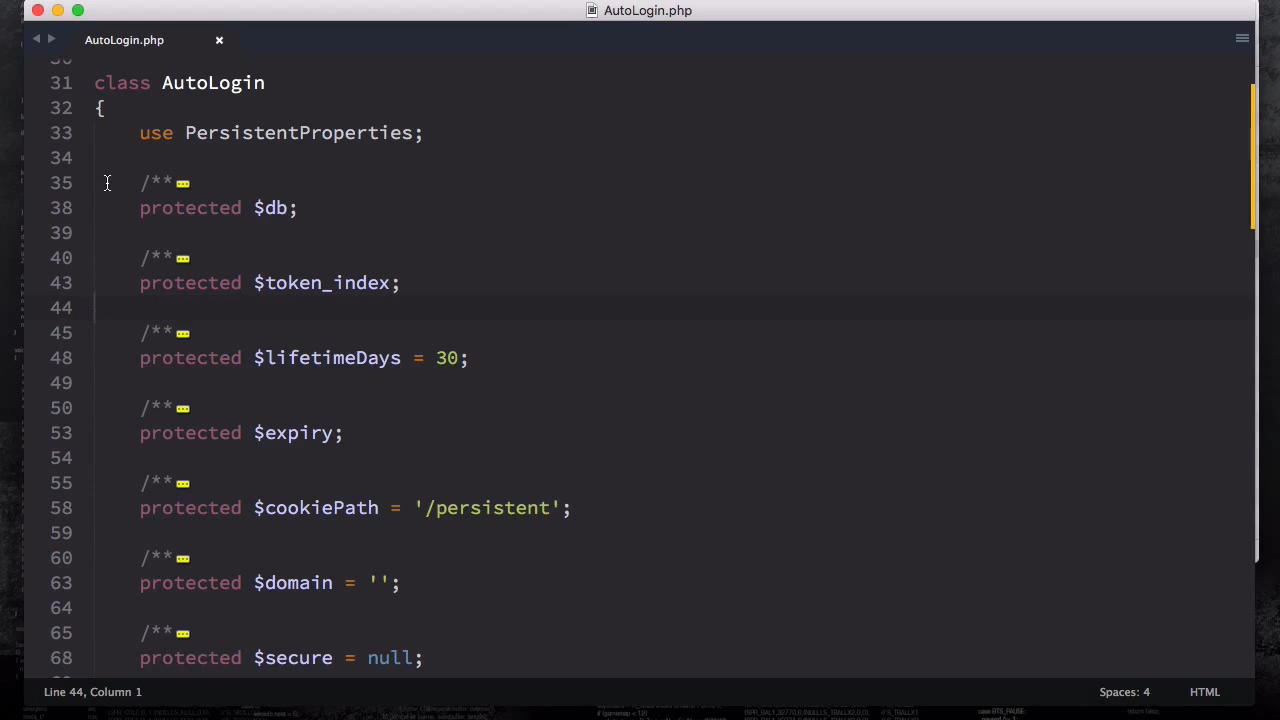 AutoLogin.php
AutoLogin.php ×
30
31 class AutoLogin
32 {
33 use PersistentProperties;
34
35 /**
38 protected $db;
39
40 /**
43 protected $token_index;
44
45 /**
48 protected $lifetimeDays = 30;
49
50 /**
53 protected $expiry;
54
55 /**
58 protected $cookiePath = '/persistent';
59
60 /**
63 protected $domain = '';
64
65 /**
68 protected $secure = null;
Line 44, Column 1 Spaces: 4 HTML